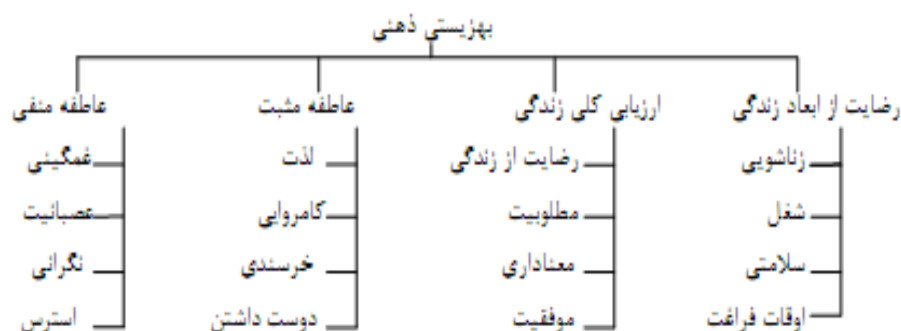 بهزیستی ذهنی
رضایت از ابعاد زندگی
ارزیابی کلی زندگی
عاطفه مثبت
عاطفه منفی
زناشویی
رضایت از زندگی
لذت
غمگینی
شغل
مطلوبیت
کامروایی
عصبانیت
سلامتی
معناداری
خرسندی
نگرانی
اوقات فراغت
موفقیت
دوست داشتن
استرس